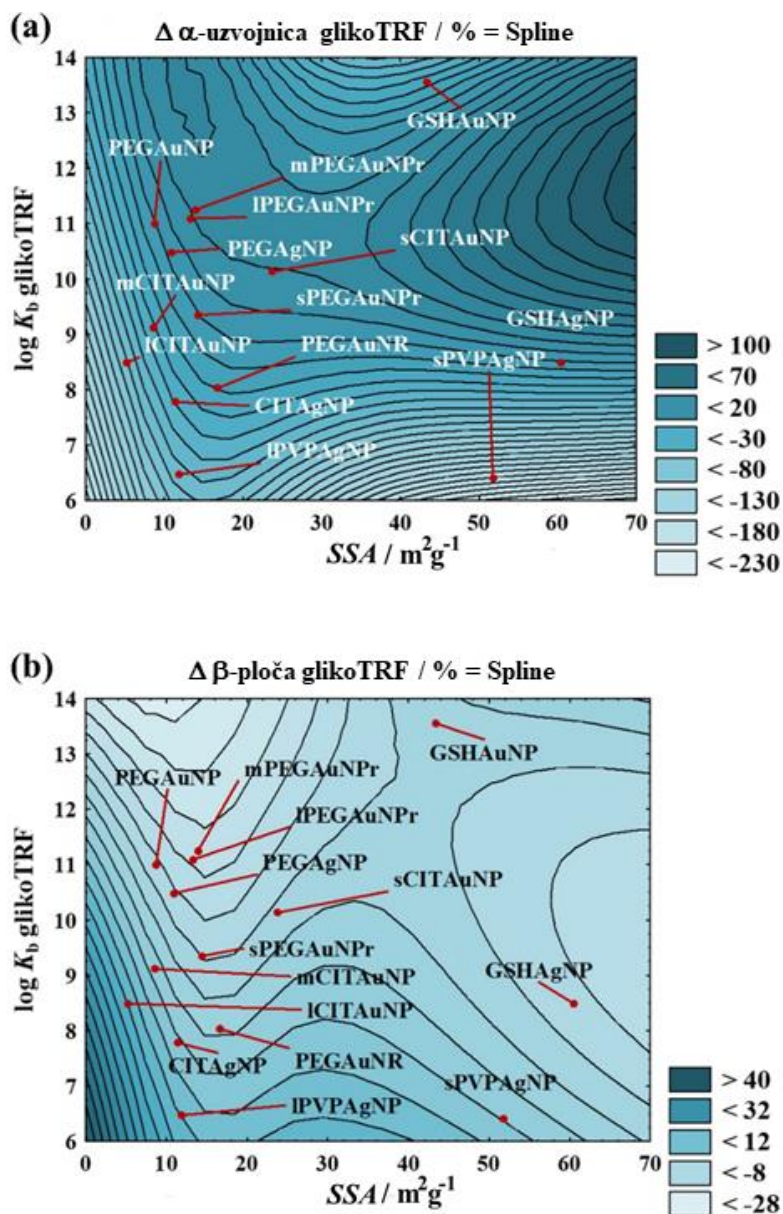 (a)
Δ α-uzvojnica glikoTRF / % = Spline
log Kb glikoTRF
14
13
12
11
10
9
8
7
6
0 10 20 30 40 50 60 70
SSA / m²g⁻¹
GSHAuNP
PEGAuNP
mPEGAuNPr
lPEGAuNPr
sCITAuNP
PEGAgNP
mCITAuNP
sPEGAuNPr
GSHAgNP
lCITAuNP
PEGAuNR
sPVPAgNP
CITAgNP
lPVPAgNP
> 100
< 70
< 20
< -30
< -80
< -130
< -180
< -230
(b)
Δ β-ploča glikoTRF / % = Spline
log Kb glikoTRF
14
13
12
11
10
9
8
7
6
0 10 20 30 40 50 60 70
SSA / m²g⁻¹
GSHAuNP
PEGAuNP
mPEGAuNPr
lPEGAuNPr
PEGAgNP
sCITAuNP
sPEGAuNPr
mCITAuNP
GSHAgNP
lCITAuNP
CITAgNP
PEGAuNR
sPVPAgNP
lPVPAgNP
> 40
< 32
< 12
< -8
< -28